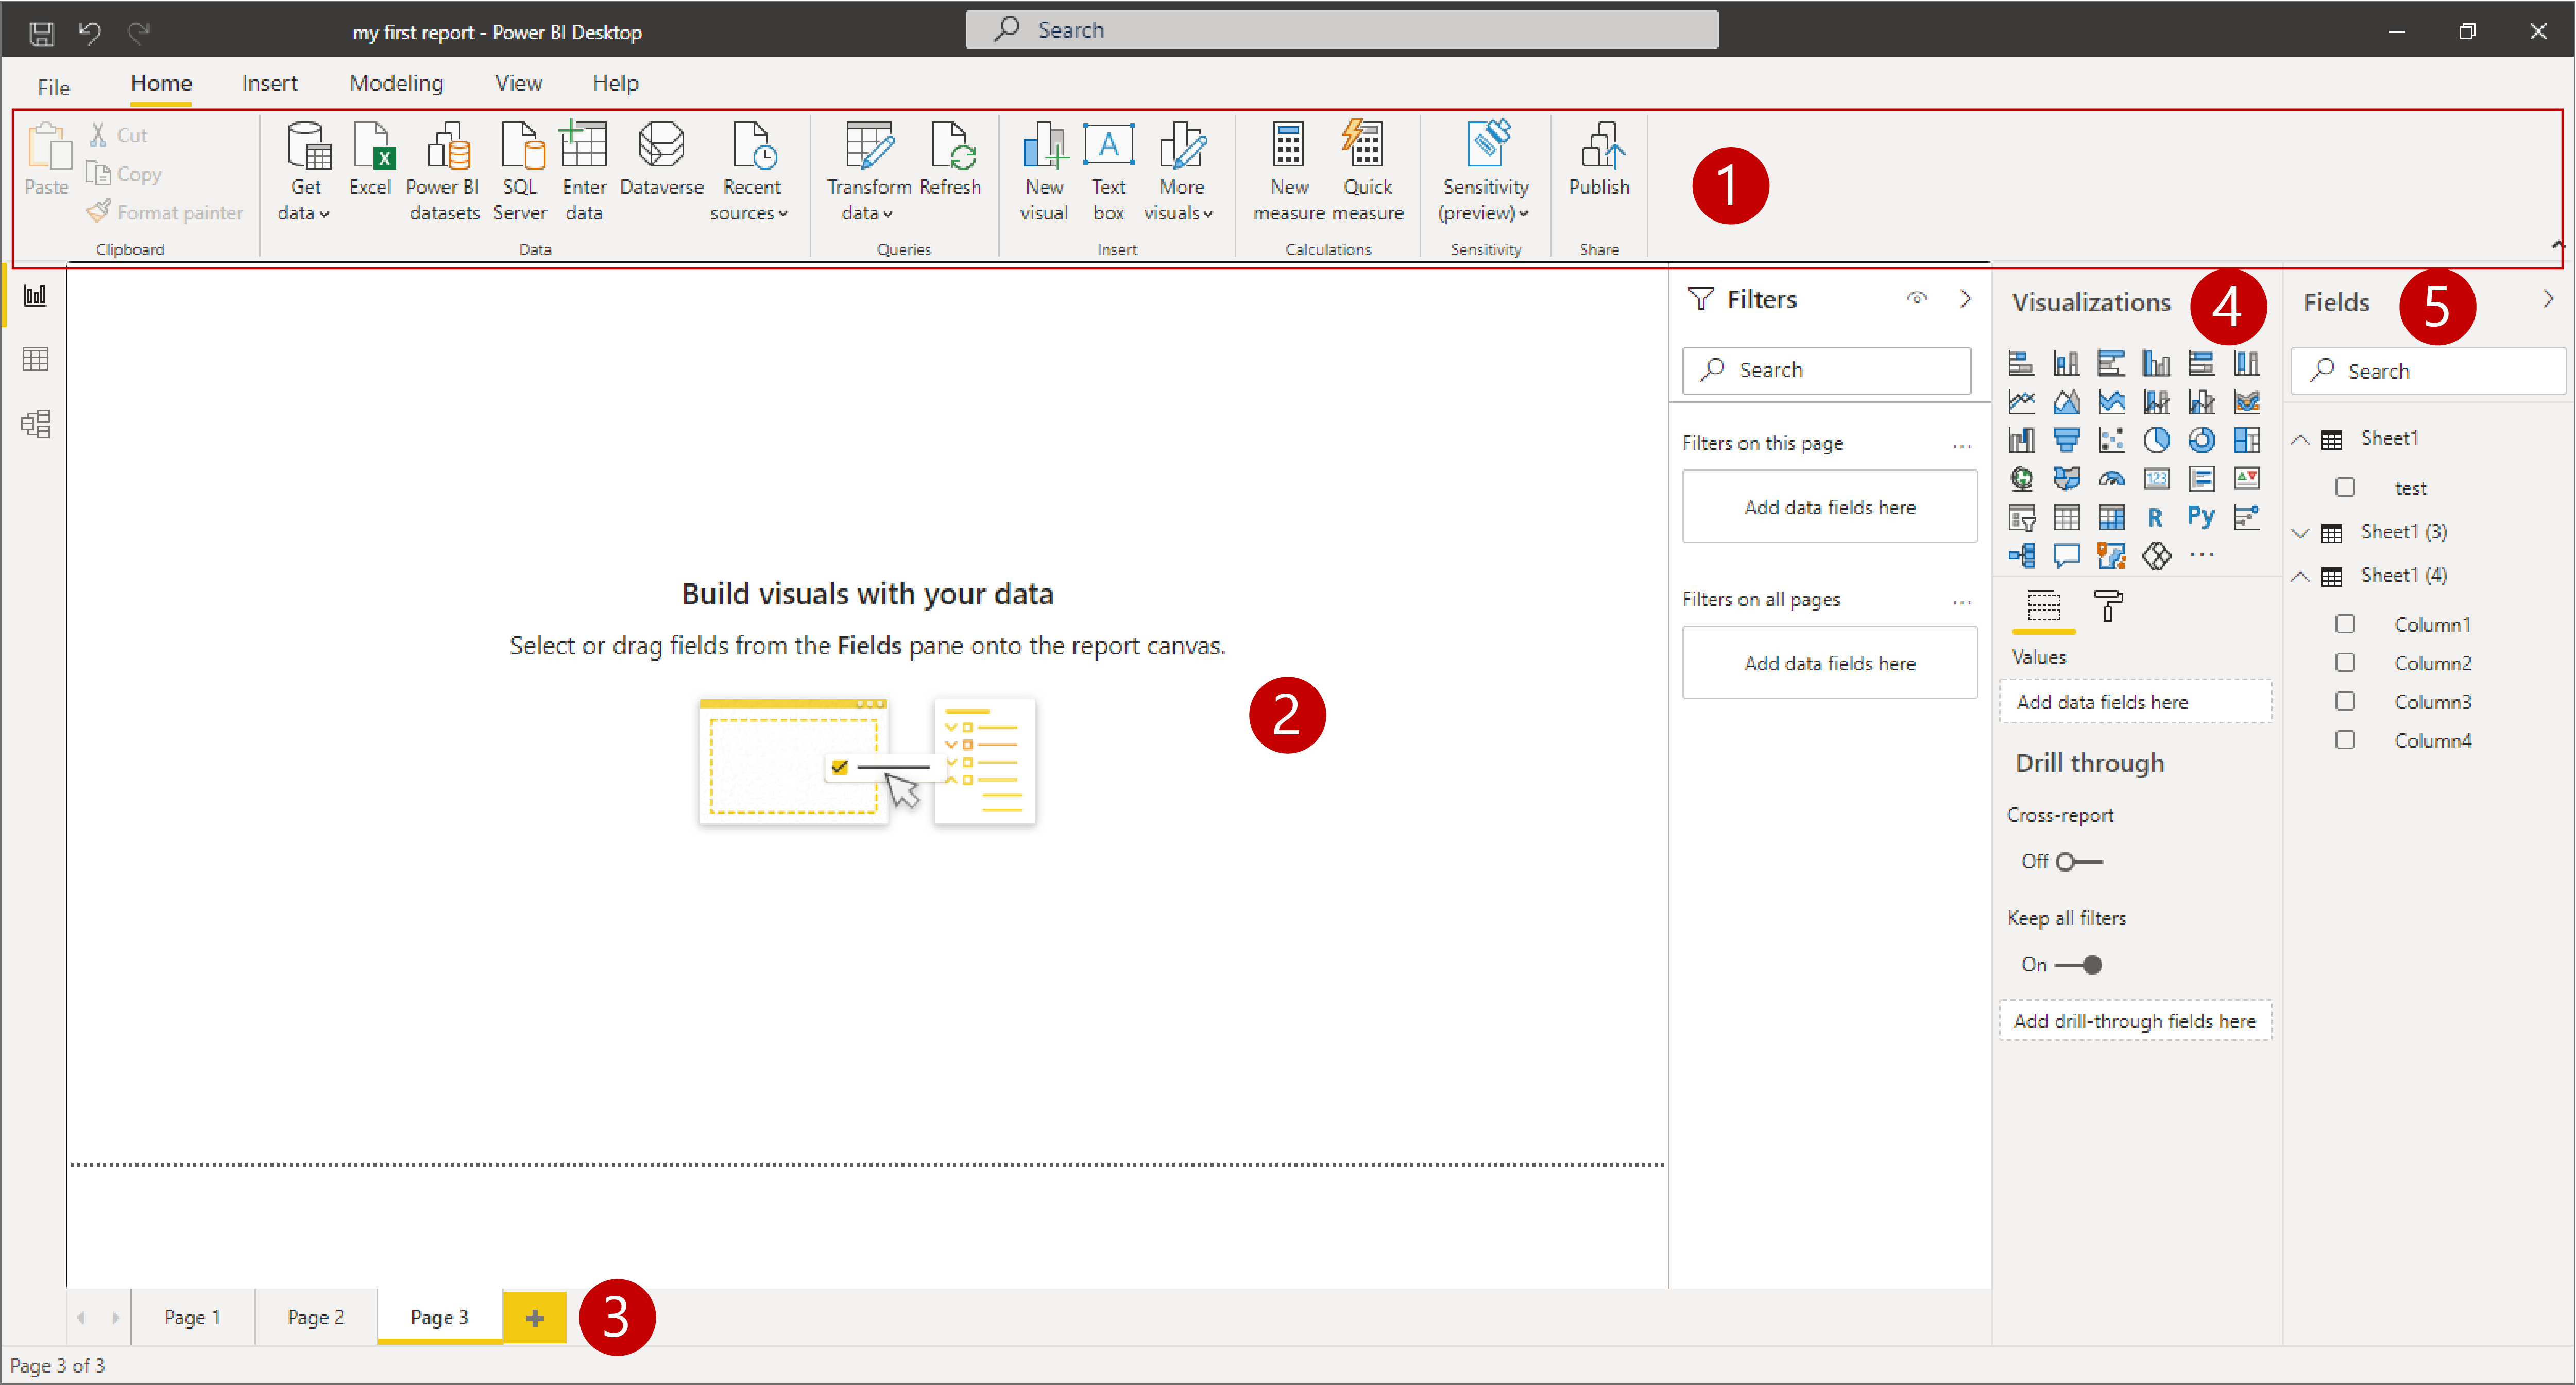 my first report - Power BI Desktop
Search
File
Home
Insert
Modeling
View
Help
Paste
Cut
Copy
Format painter
Clipboard
Get
data
Excel
Power BI
datasets
SQL
Server
Enter
data
Dataverse
Recent
sources
Data
Transform
data
Refresh
Queries
New
visual
Text
box
More
visuals
Insert
New
measure
Quick
measure
Calculations
Sensitivity
(preview)
Sensitivity
Publish
Share
1
Build visuals with your data
Select or drag fields from the Fields pane onto the report canvas.
2
Filters
Search
Filters on this page
...
Add data fields here
Filters on all pages
...
Add data fields here
Visualizations
4
123
R
Py
...
Values
Add data fields here
Drill through
Cross-report
Off
Keep all filters
On
Add drill-through fields here
Fields
5
Search
Sheet1
test
Sheet1 (3)
Sheet1 (4)
Column1
Column2
Column3
Column4
Page 1
Page 2
Page 3
+
3
Page 3 of 3